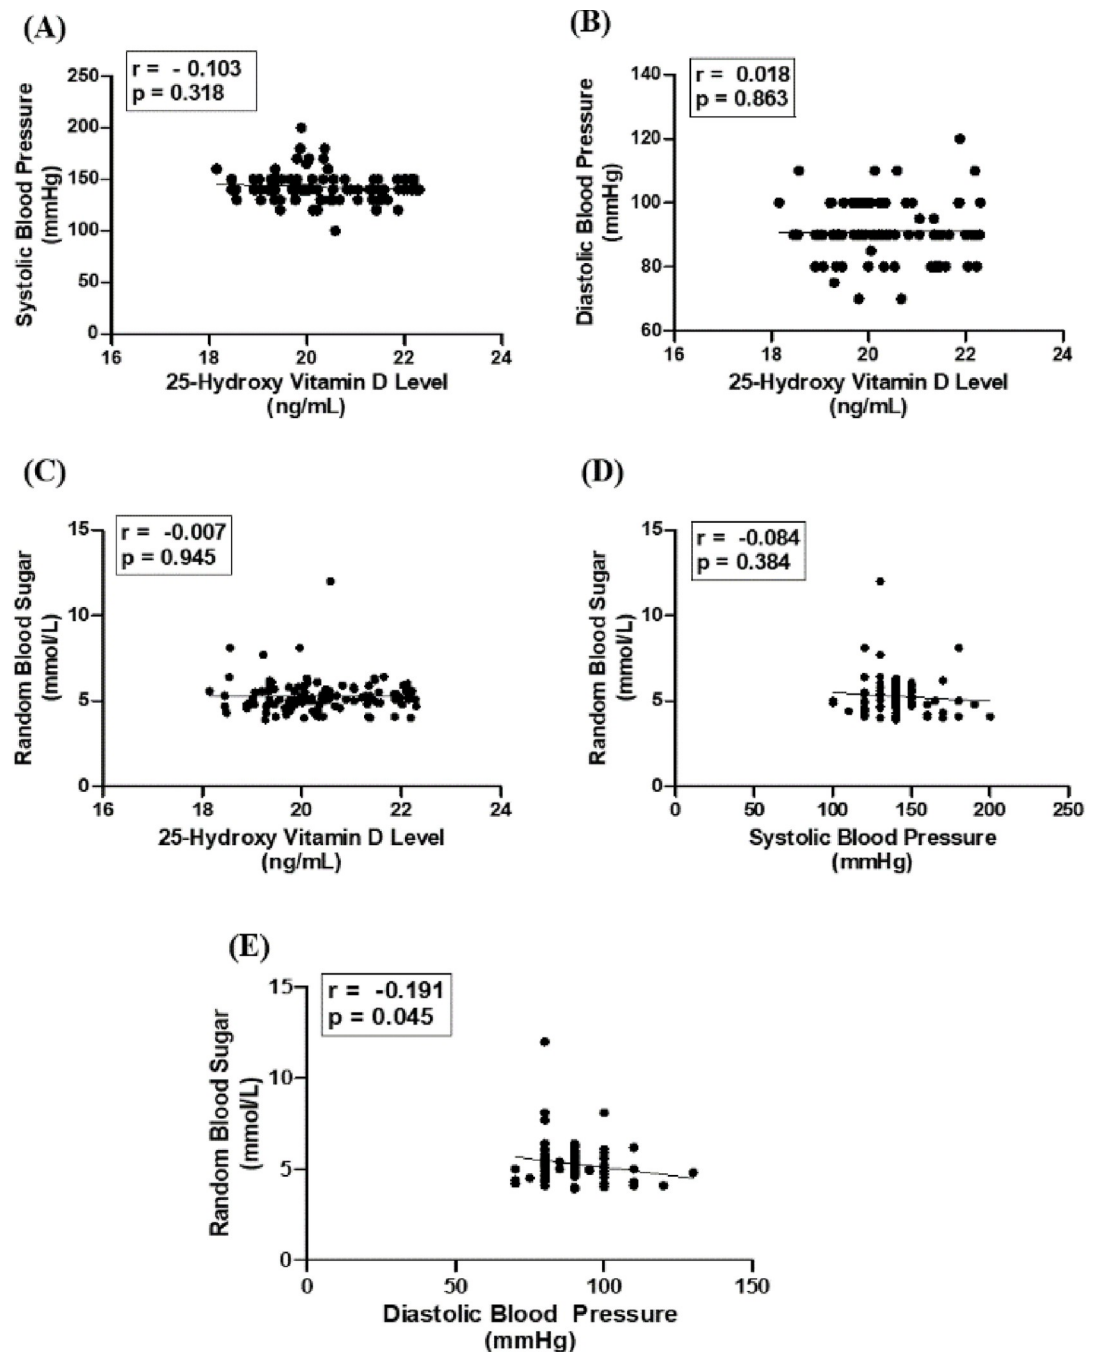 (A)
r = - 0.103
p = 0.318
250
200
150
100
50
0
16
18
20
22
24
Systolic Blood Pressure
(mmHg)
25-Hydroxy Vitamin D Level
(ng/mL)
(B)
r = 0.018
p = 0.863
140
120
100
80
60
16
18
20
22
24
Diastolic Blood Pressure
(mmHg)
25-Hydroxy Vitamin D Level
(ng/mL)
(C)
r = -0.007
p = 0.945
15
10
5
0
16
18
20
22
24
Random Blood Sugar
(mmol/L)
25-Hydroxy Vitamin D Level
(ng/mL)
(D)
r = -0.084
p = 0.384
15
10
5
0
0
50
100
150
200
250
Random Blood Sugar
(mmol/L)
Systolic Blood Pressure
(mmHg)
(E)
r = -0.191
p = 0.045
15
10
5
0
0
50
100
150
Random Blood Sugar
(mmol/L)
Diastolic Blood Pressure
(mmHg)